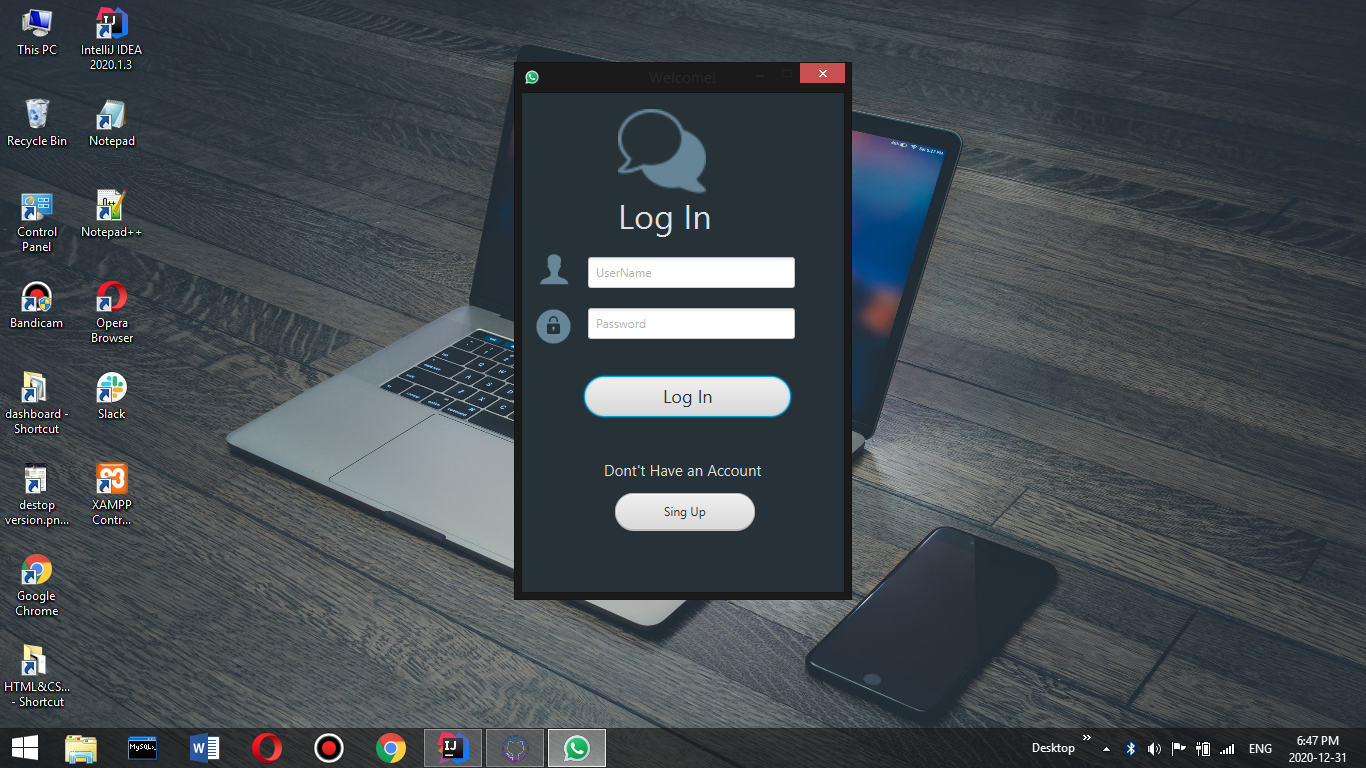 This PC
IntelliJ IDEA
2020.1.3
Recycle Bin
Notepad
Control
Panel
Notepad++
Bandicam
Opera
Browser
dashboard -
Shortcut
Slack
destop
version.pn...
XAMPP
Contr...
Google
Chrome
HTML&CS...
- Shortcut
Welcome!
Log In
UserName
Password
Log In
Dont't Have an Account
Sing Up
Desktop
ENG
6:47 PM
2020-12-31